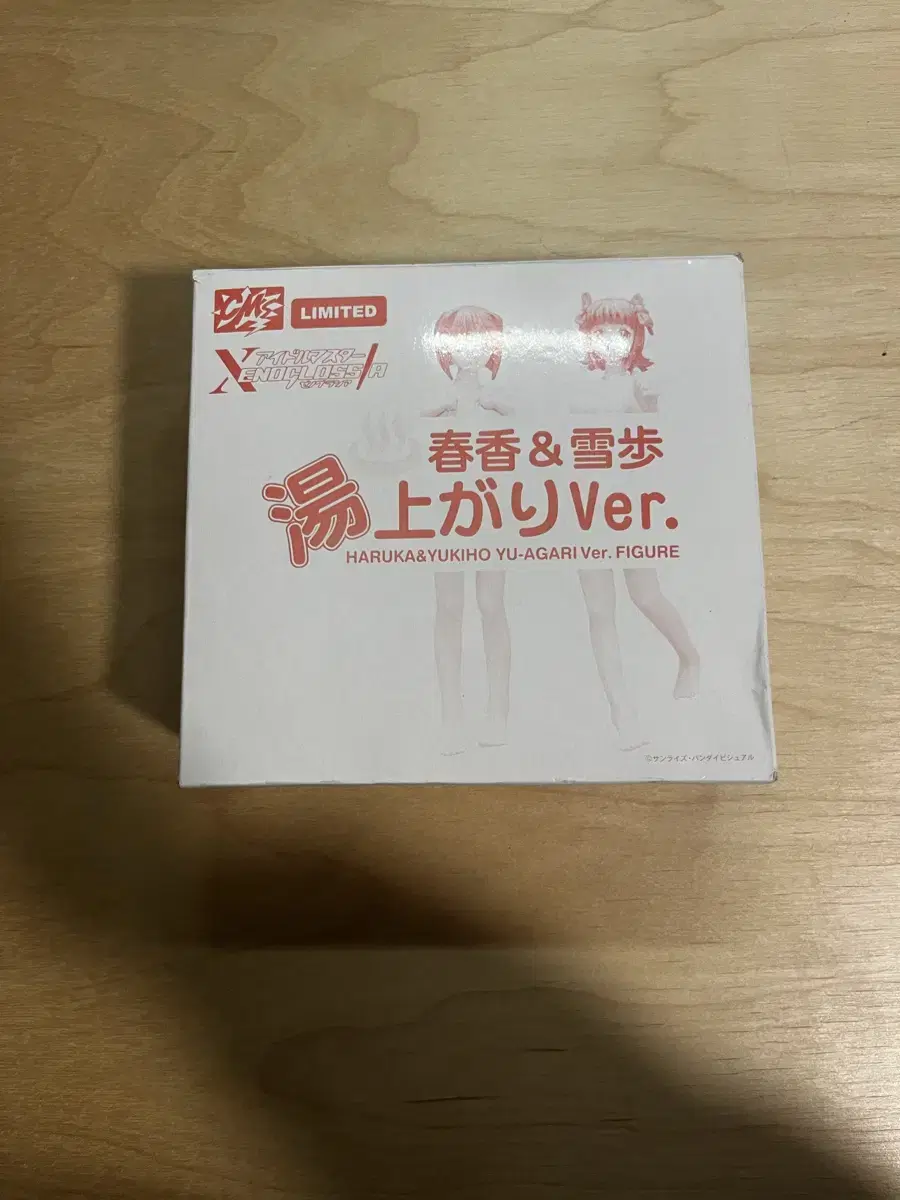 CM'S
LIMITED
アイドルマスター
XENOGLOSSIA
ゼノグラシア
春香&雪歩
湯上がりVer.
HARUKA&YUKIHO YU-AGARI Ver. FIGURE
©サンライズ・バンダイビジュアル